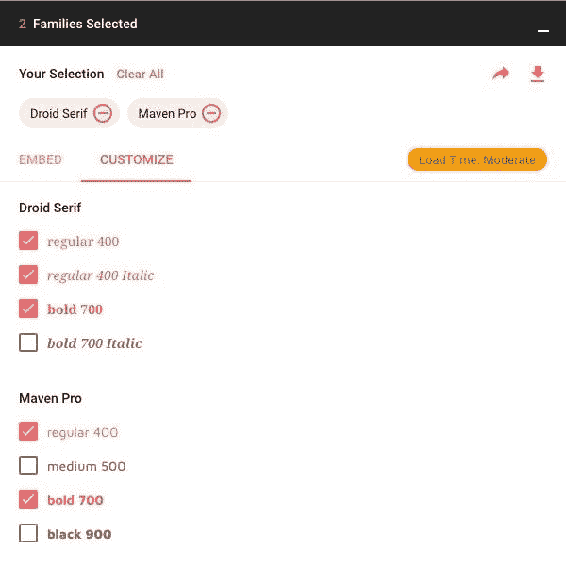 2 Families Selected
Your Selection Clear All
Droid Serif Maven Pro
EMBED CUSTOMIZE Load Time: Moderate
Droid Serif
regular 400
regular 400 Italic
bold 700
bold 700 Italic
Maven Pro
regular 400
medium 500
bold 700
black 900